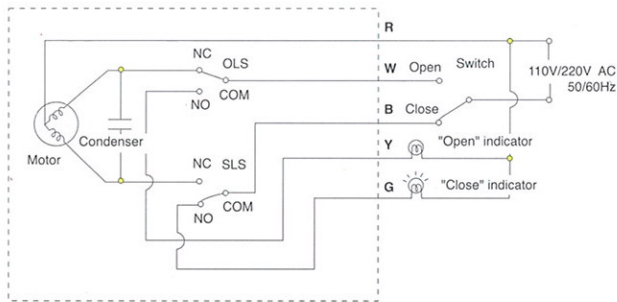 R
NC
OLS
W
Open
Switch
110V/220V AC
50/60Hz
NO
COM
B
Close
Condenser
Y
"Open" indicator
Motor
NC
SLS
G
"Close" indicator
NO
COM